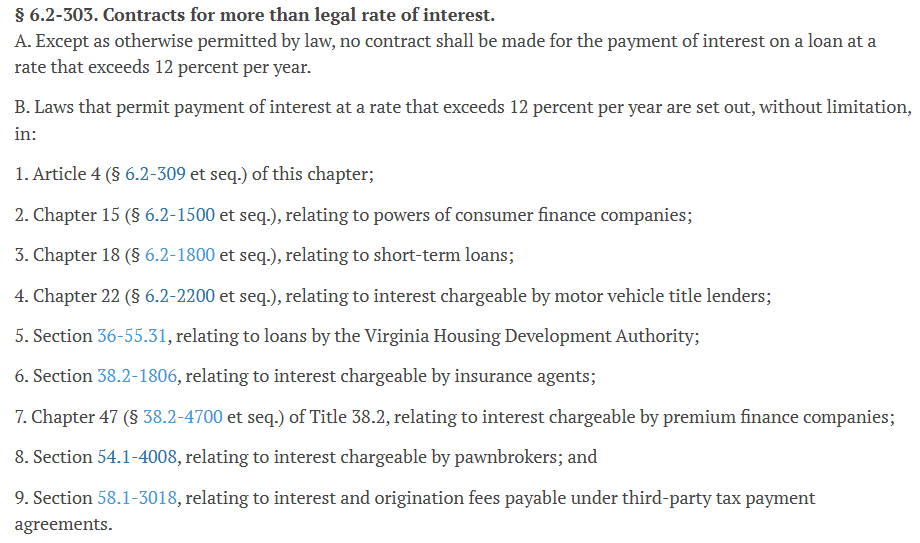 § 6.2-303. Contracts for more than legal rate of interest.
A. Except as otherwise permitted by law, no contract shall be made for the payment of interest on a loan at a
rate that exceeds 12 percent per year.
B. Laws that permit payment of interest at a rate that exceeds 12 percent per year are set out, without limitation,
in:
1. Article 4 (§ 6.2-309 et seq.) of this chapter;
2. Chapter 15 (§ 6.2-1500 et seq.), relating to powers of consumer finance companies;
3. Chapter 18 (§ 6.2-1800 et seq.), relating to short-term loans;
4. Chapter 22 (§ 6.2-2200 et seq.), relating to interest chargeable by motor vehicle title lenders;
5. Section 36-55.31, relating to loans by the Virginia Housing Development Authority;
6. Section 38.2-1806, relating to interest chargeable by insurance agents;
7. Chapter 47 (§ 38.2-4700 et seq.) of Title 38.2, relating to interest chargeable by premium finance companies;
8. Section 54.1-4008, relating to interest chargeable by pawnbrokers; and
9. Section 58.1-3018, relating to interest and origination fees payable under third-party tax payment
agreements.